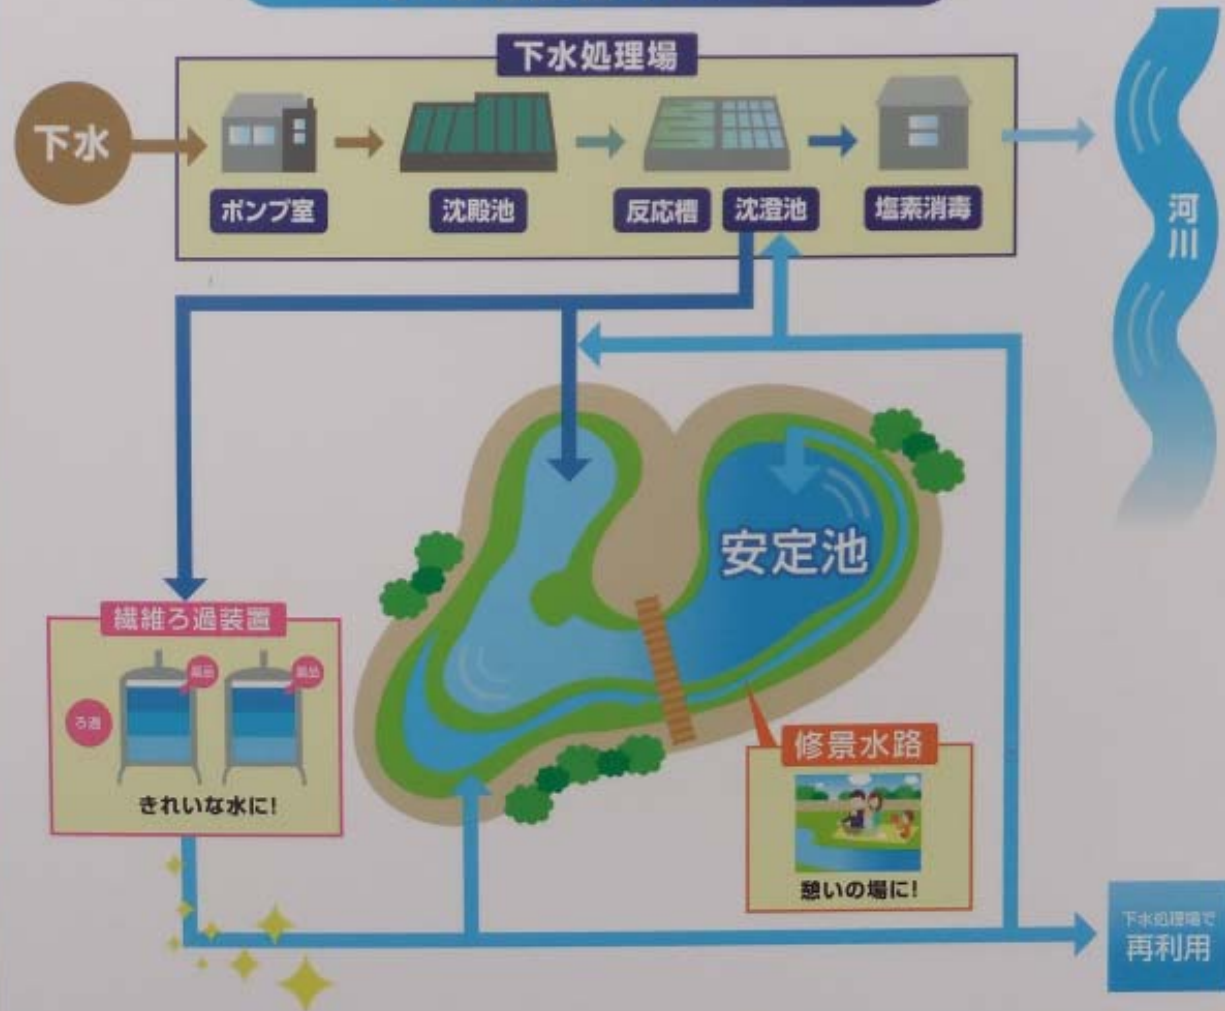 下水処理場
下水
ポンプ室
沈殿池
反応槽
沈澄池
塩素消毒
河川
安定池
繊維ろ過装置
ろ過
きれいな水に!
修景水路
憩いの場に!
下水処理場で
再利用